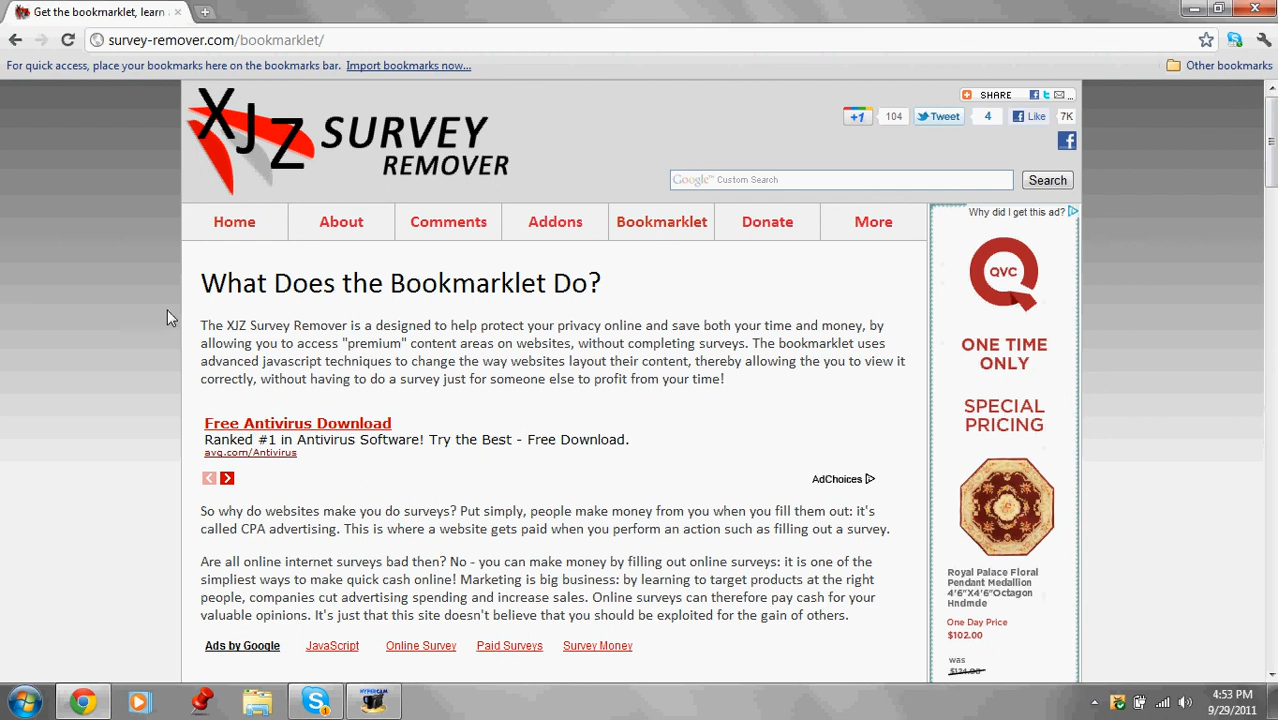 Get the bookmarklet, learn
survey-remover.com/bookmarklet/
For quick access, place your bookmarks here on the bookmarks bar. Import bookmarks now...
Other bookmarks
XJZ SURVEY
REMOVER
SHARE
+1 104 Tweet 4 Like 7K
Google™ Custom Search
Search
Home About Comments Addons Bookmarklet Donate More
Why did I get this ad?
What Does the Bookmarklet Do?
The XJZ Survey Remover is a designed to help protect your privacy online and save both your time and money, by
allowing you to access "premium" content areas on websites, without completing surveys. The bookmarklet uses
advanced javascript techniques to change the way websites layout their content, thereby allowing the you to view it
correctly, without having to do a survey just for someone else to profit from your time!
Free Antivirus Download
Ranked #1 in Antivirus Software! Try the Best - Free Download.
avg.com/Antivirus
AdChoices
So why do websites make you do surveys? Put simply, people make money from you when you fill them out: it's
called CPA advertising. This is where a website gets paid when you perform an action such as filling out a survey.
Are all online internet surveys bad then? No - you can make money by filling out online surveys: it is one of the
simpliest ways to make quick cash online! Marketing is big business: by learning to target products at the right
people, companies cut advertising spending and increase sales. Online surveys can therefore pay cash for your
valuable opinions. It's just that this site doesn't believe that you should be exploited for the gain of others.
Ads by Google JavaScript Online Survey Paid Surveys Survey Money
QVC
ONE TIME
ONLY
SPECIAL
PRICING
Royal Palace Floral
Pendant Medallion
4'6"X4'6"Octagon
Hndmde
One Day Price
$102.00
was
$124.00
HYPERCAM
4:53 PM
9/29/2011